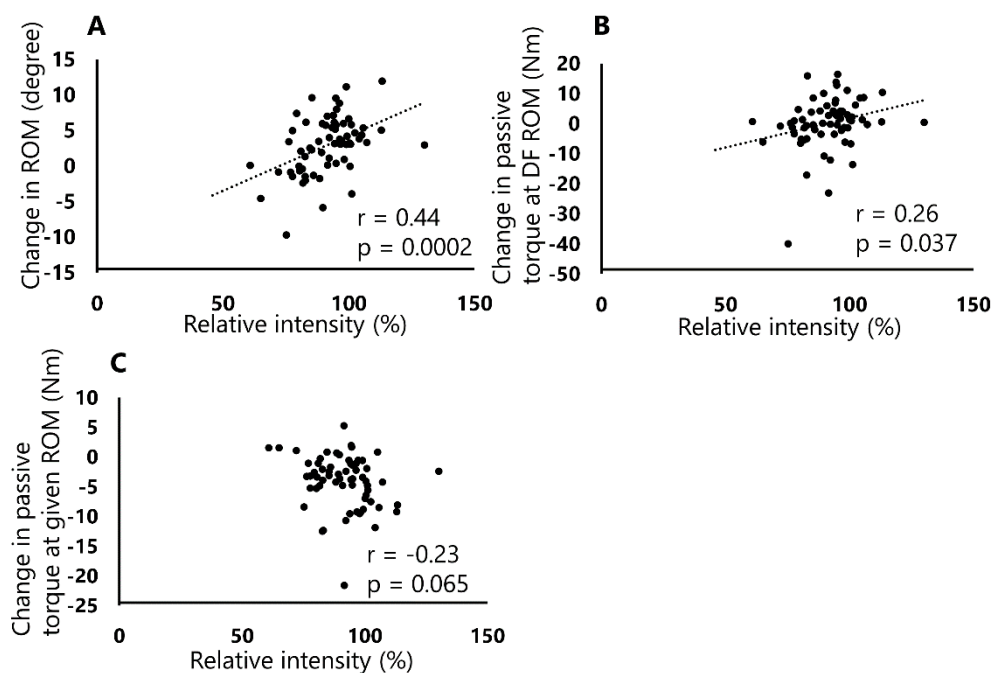 A
Change in ROM (degree)
15
10
5
0
-5
-10
-15
r = 0.44
p = 0.0002
0
50
100
150
Relative intensity (%)
B
Change in passive
torque at DF ROM (Nm)
20
10
0
-10
-20
-30
-40
-50
r = 0.26
p = 0.037
0
50
100
150
Relative intensity (%)
C
Change in passive
torque at given ROM (Nm)
10
5
0
-5
-10
-15
-20
-25
r = -0.23
p = 0.065
0
50
100
150
Relative intensity (%)